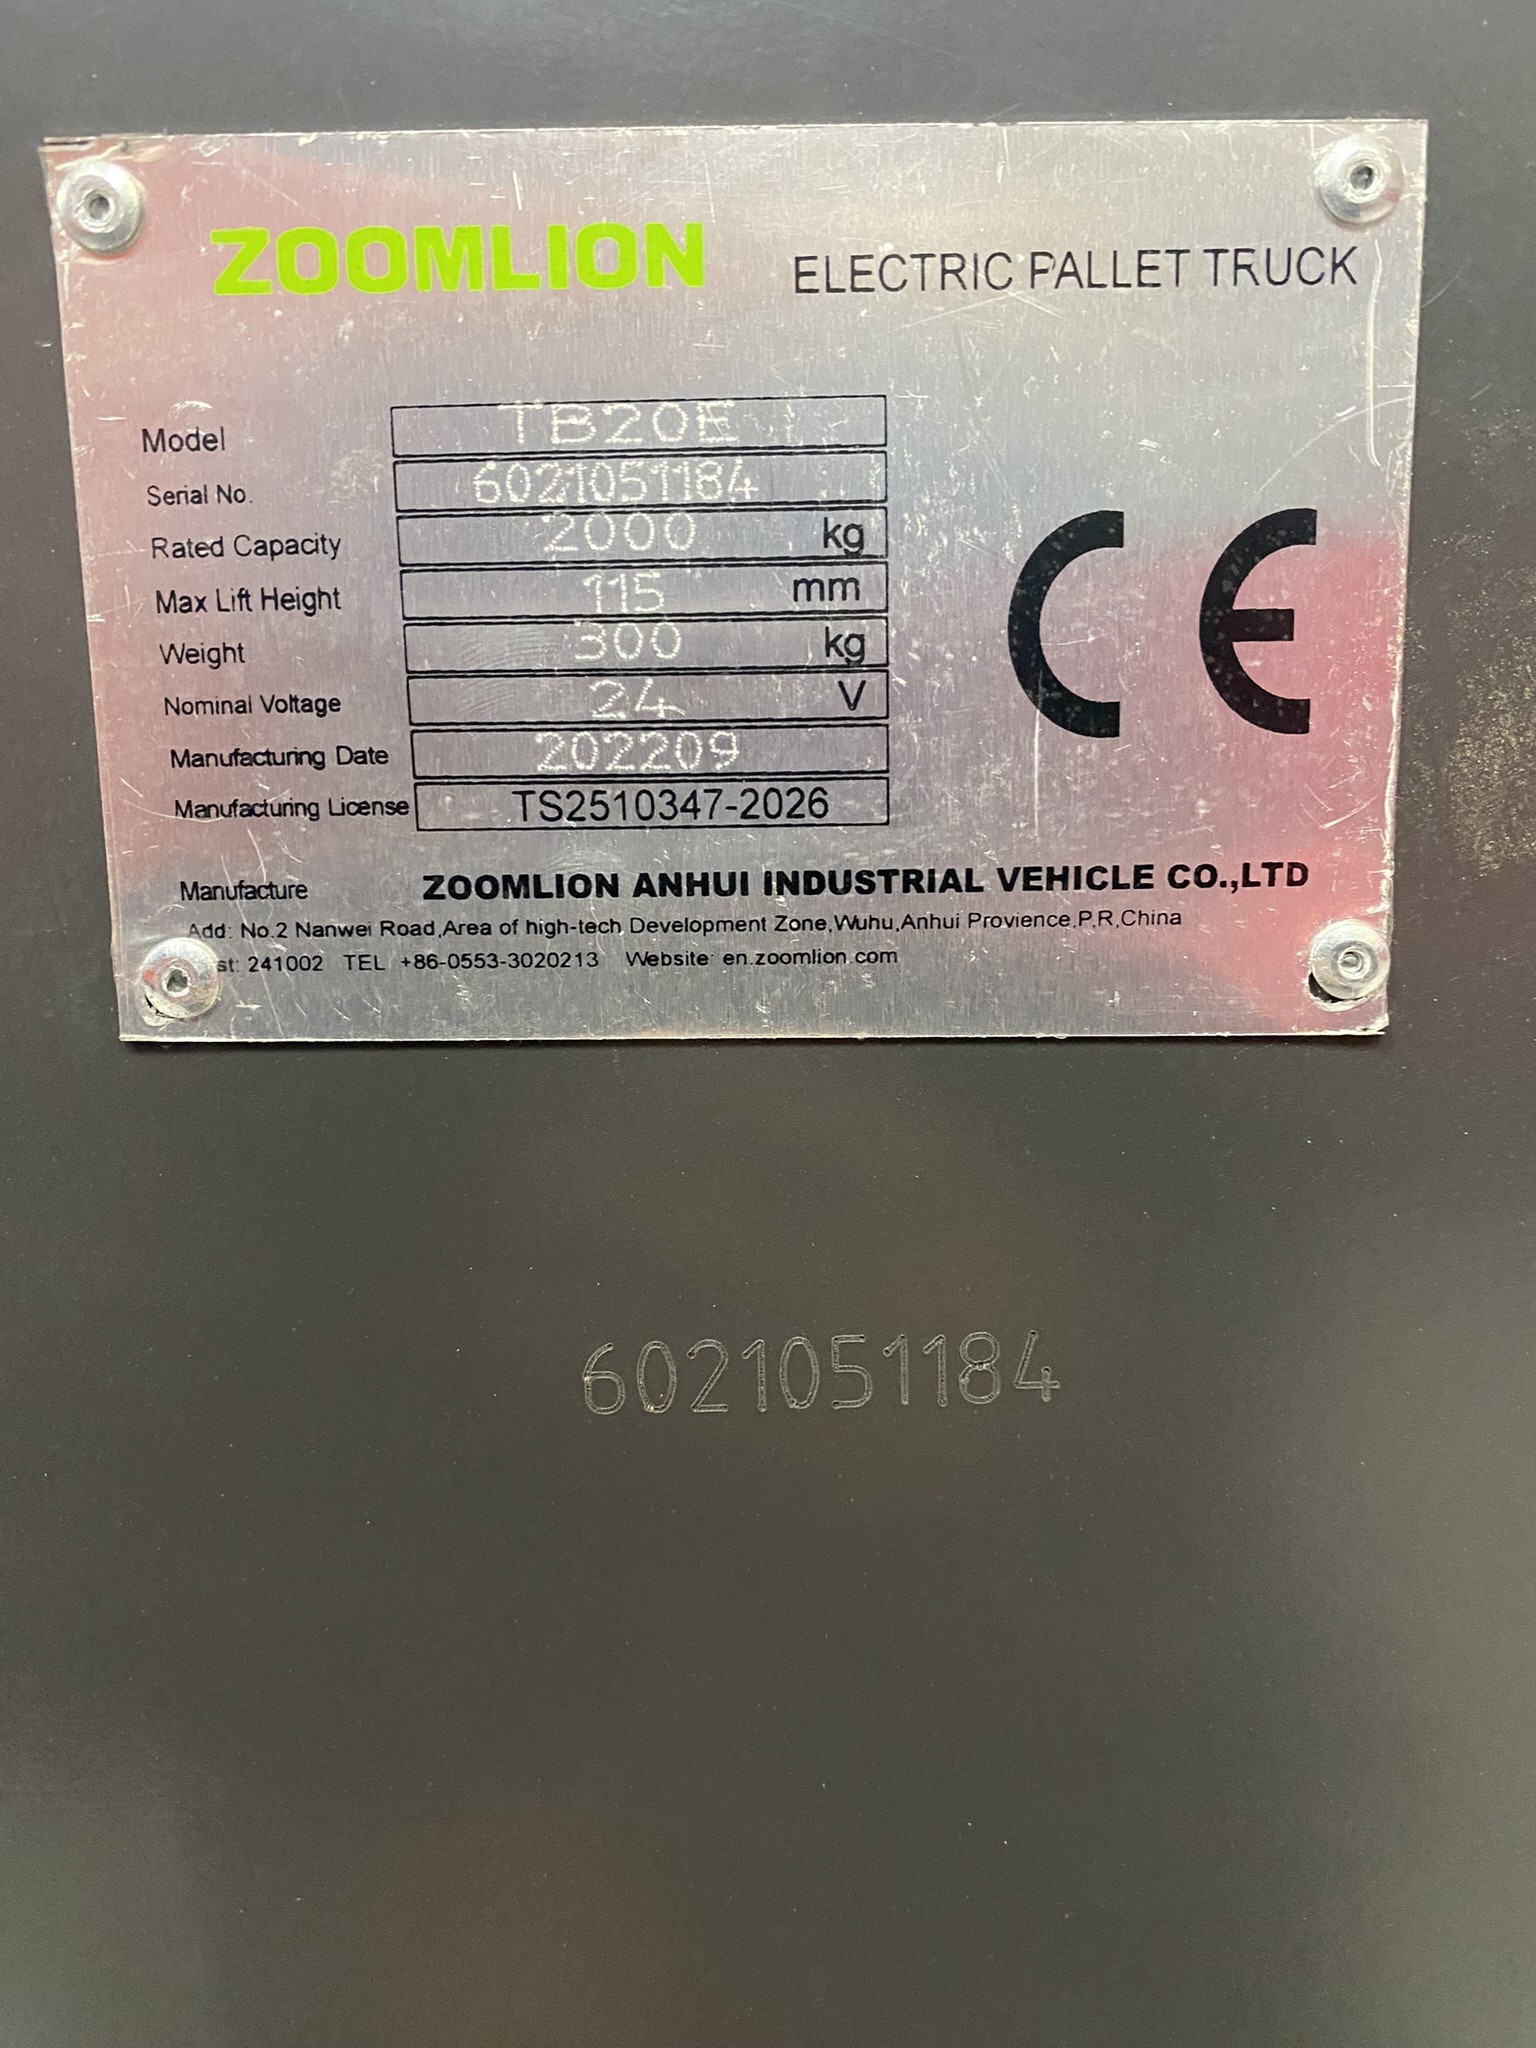 ZOOMLION ELECTRIC PALLET TRUCK
Model TB20E
Serial No. 6021051184
Rated Capacity 2000 kg
Max Lift Height 115 mm
Weight 300 kg
Nominal Voltage 24 V
Manufacturing Date 202209
Manufacturing License TS2510347-2026
CE
Manufacture ZOOMLION ANHUI INDUSTRIAL VEHICLE CO.,LTD
Add: No.2 Nanwei Road,Area of high-tech Development Zone,Wuhu,Anhui Provience,P,R,China
st: 241002 TEL +86-0553-3020213 Website: en.zoomlion.com
6021051184